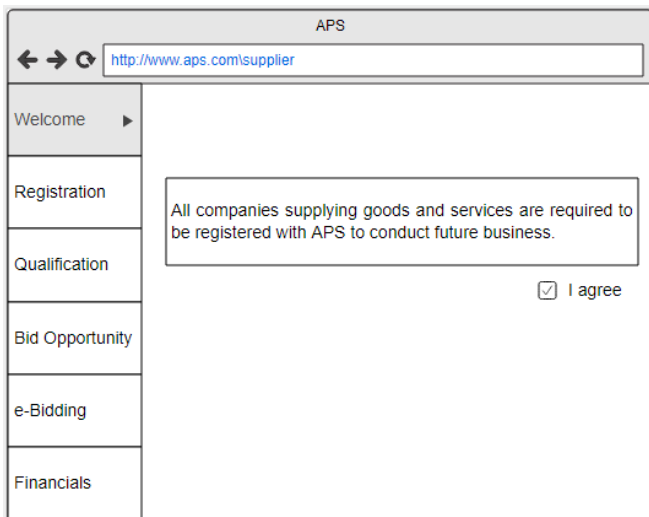 APS
http://www.aps.com\supplier
Welcome
Registration
Qualification
Bid Opportunity
e-Bidding
Financials
All companies supplying goods and services are required to
be registered with APS to conduct future business.
I agree